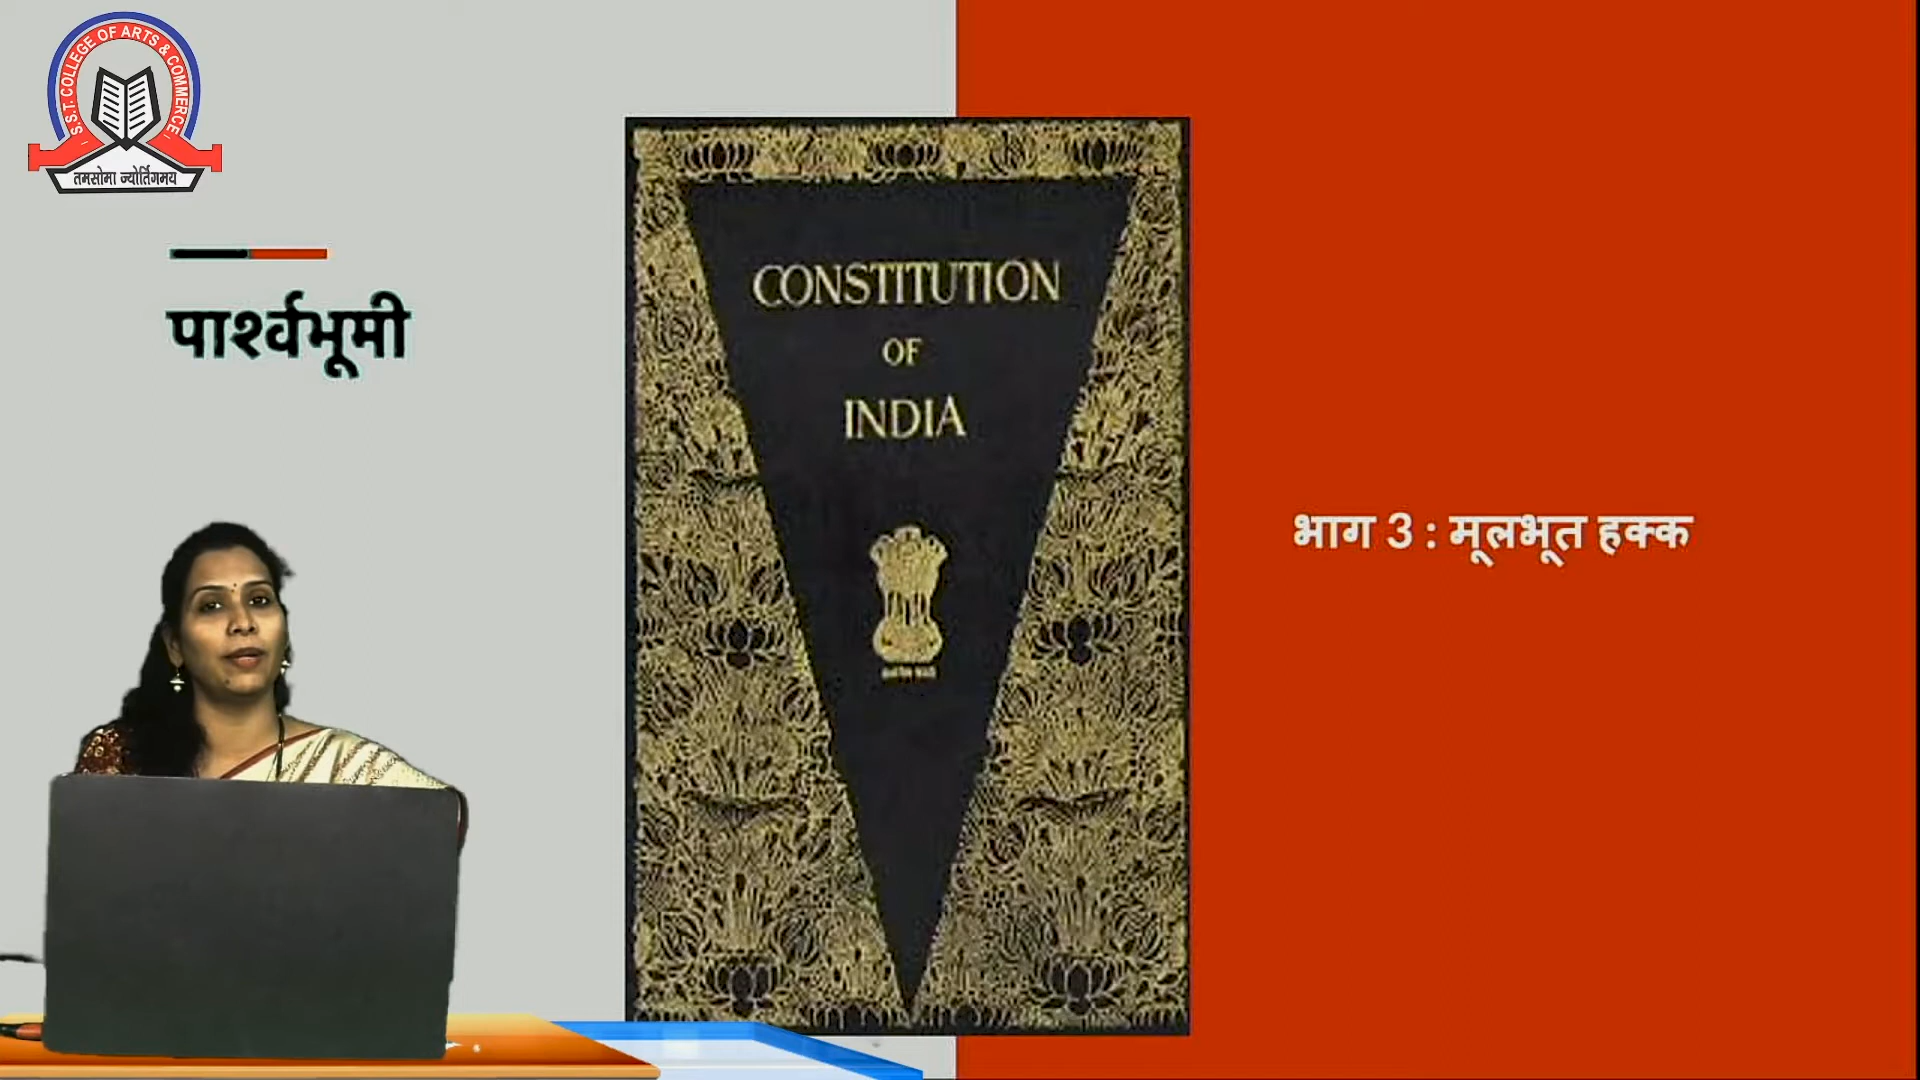 S.S.T. COLLEGE OF ARTS & COMMERCE
तमसोमा ज्योर्तिगमय
पार्श्वभूमी
CONSTITUTION
OF
INDIA
भाग 3 : मूलभूत हक्क